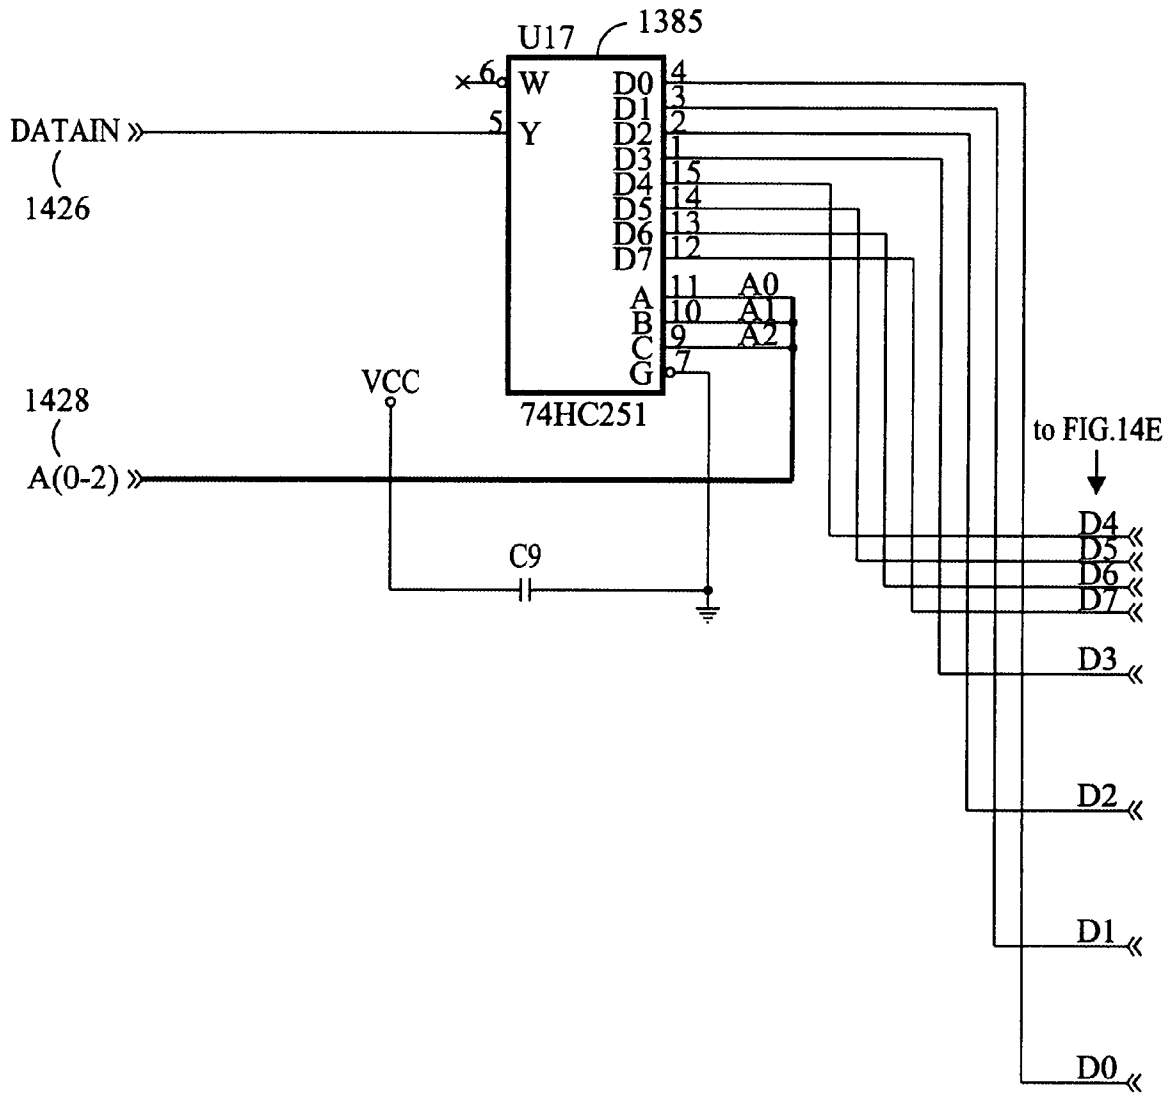 U17 1385
6 W D0 4
D1 3
DATAIN 5 Y D2 2
D3 1
D4 15
1426 D5 14
D6 13
D7 12
A 11 A0
B 10 A1
C 9 A2
G 7
VCC
1428 74HC251
to FIG.14E
A(0-2)
D4
D5
C9 D6
D7
D3
D2
D1
D0